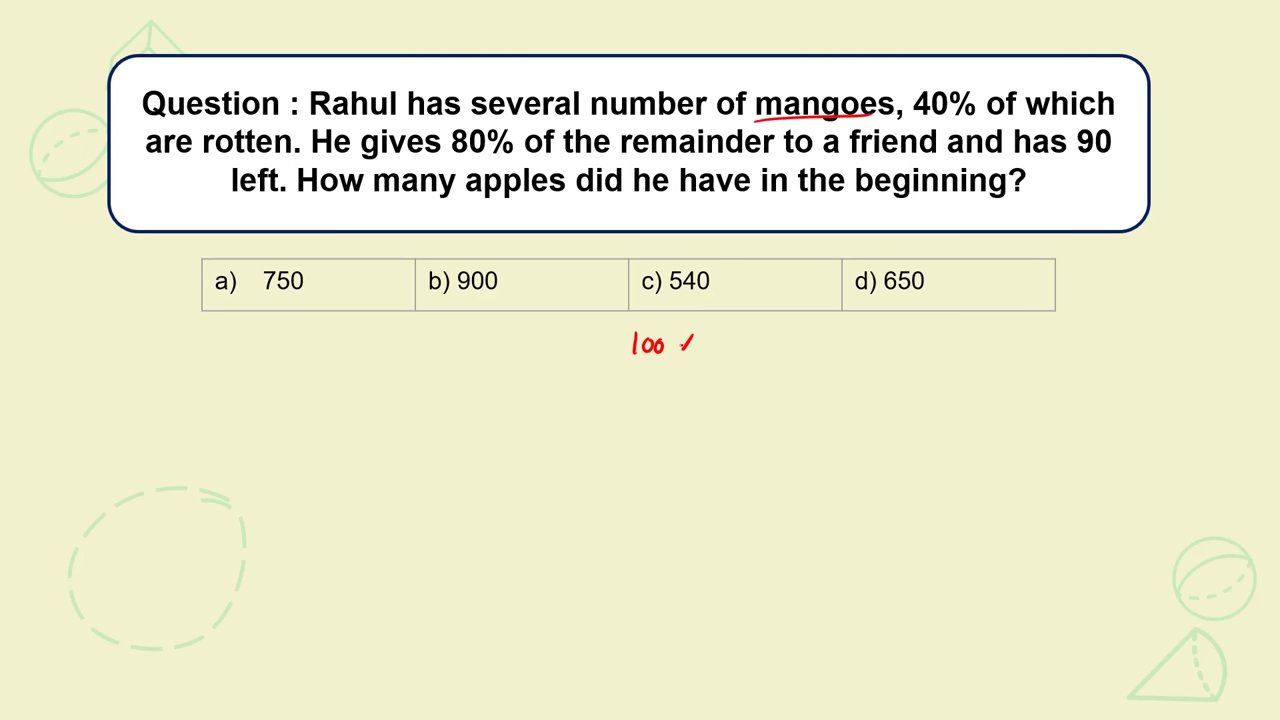 Question : Rahul has several number of mangoes, 40% of which
are rotten. He gives 80% of the remainder to a friend and has 90
left. How many apples did he have in the beginning?
a) 750 b) 900 c) 540 d) 650
100 ✓